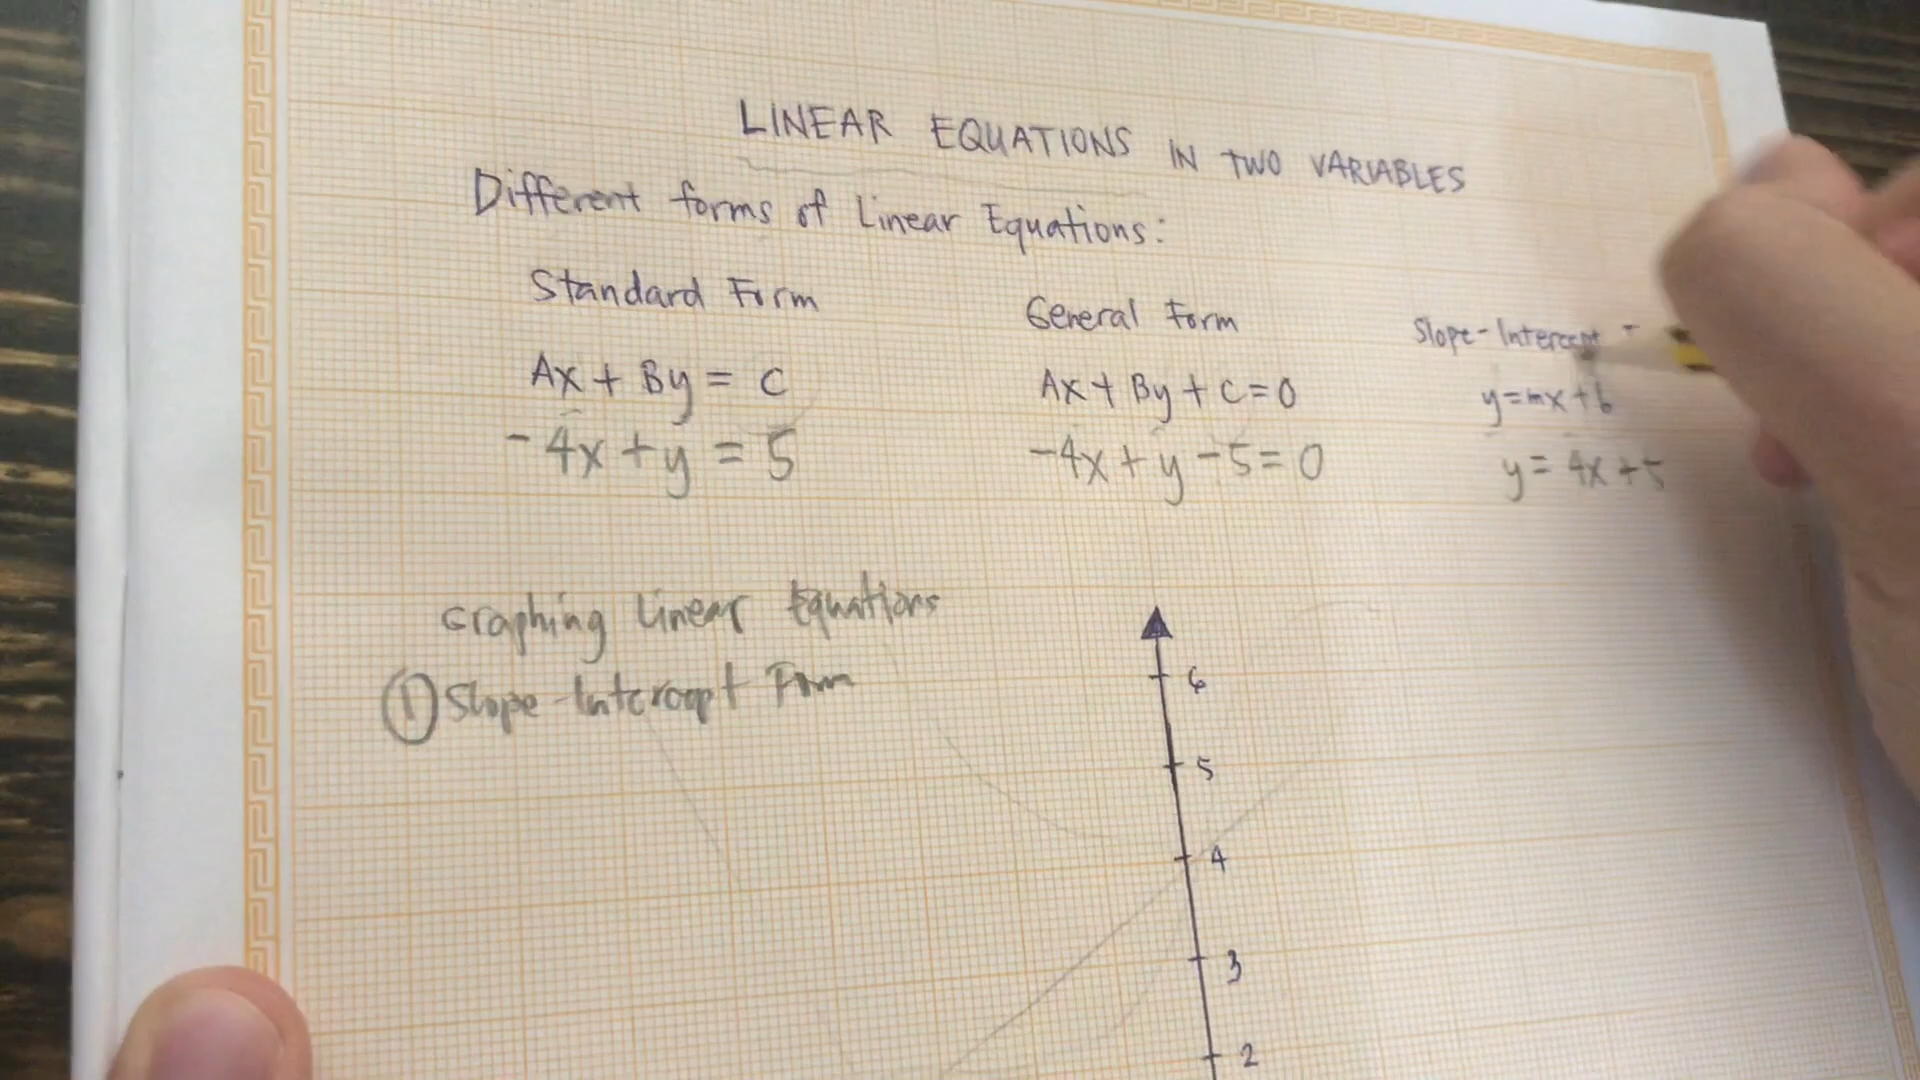 LINEAR EQUATIONS IN TWO VARIABLES
Different forms of Linear Equations:
Standard Form
Ax + By = C
-4x + y = 5
General Form
Ax + By + C = 0
-4x + y - 5 = 0
Slope-Intercept
y = mx + b
y = 4x + 5
Graphing Linear Equations
① Slope-Intercept Form
6
5
4
3
2